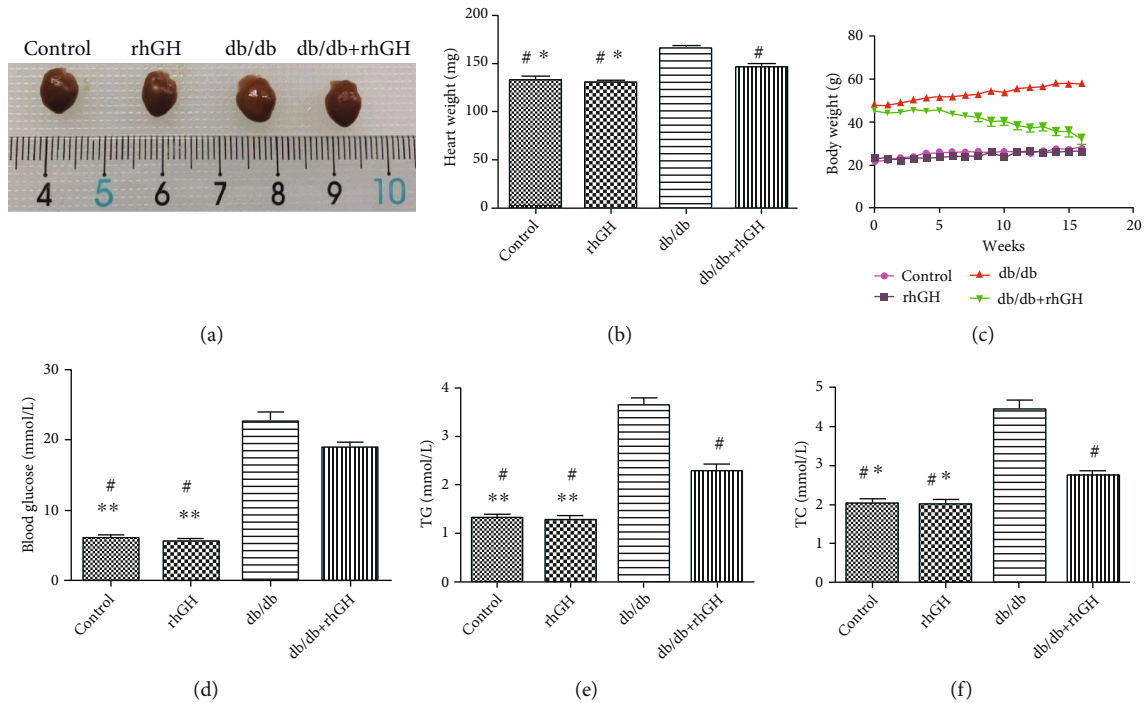 Control rhGH db/db db/db+rhGH
4 5 6 7 8 9 10
(a)
200
150
100
50
0
Heart weight (mg)
# *
# *
#
Control
rhGH
db/db
db/db+rhGH
(b)
80
60
40
20
0
Body weight (g)
0 5 10 15 20
Weeks
Control
db/db
rhGH
db/db+rhGH
(c)
30
20
10
0
Blood glucose (mmol/L)
#
**
#
**
Control
rhGH
db/db
db/db+rhGH
(d)
4
3
2
1
0
TG (mmol/L)
#
**
#
**
#
Control
rhGH
db/db
db/db+rhGH
(e)
5
4
3
2
1
0
TC (mmol/L)
# *
# *
#
Control
rhGH
db/db
db/db+rhGH
(f)